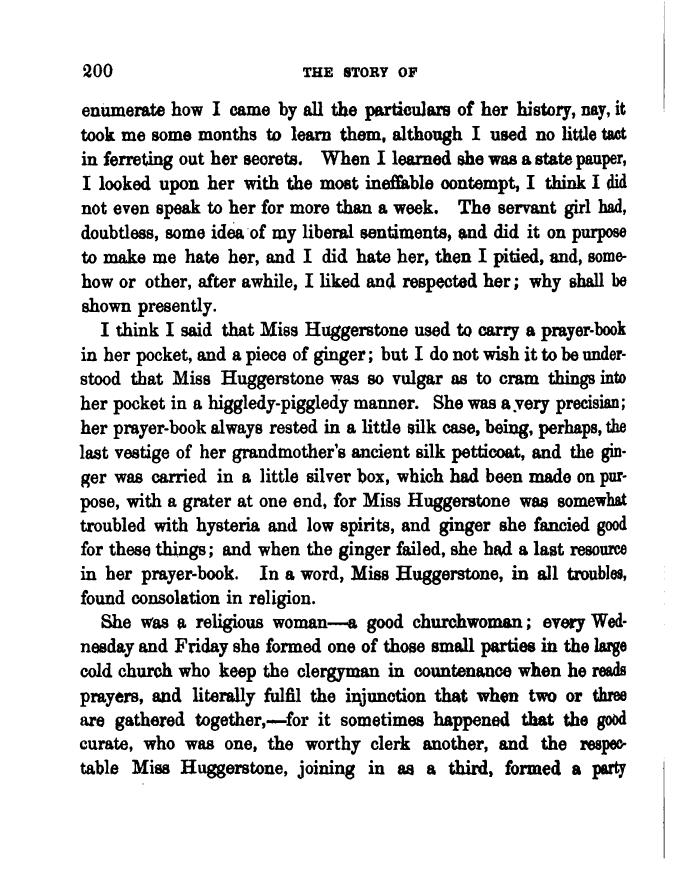 200 THE STORY OF
enumerate how I came by all the particulars of her history, nay, it
took me some months to learn them, although I used no little tact
in ferreting out her secrets. When I learned she was a state pauper,
I looked upon her with the most ineffable contempt, I think I did
not even speak to her for more than a week. The servant girl had,
doubtless, some idea of my liberal sentiments, and did it on purpose
to make me hate her, and I did hate her, then I pitied, and, some-
how or other, after awhile, I liked and respected her; why shall be
shown presently.
I think I said that Miss Huggerstone used to carry a prayer-book
in her pocket, and a piece of ginger; but I do not wish it to be under-
stood that Miss Huggerstone was so vulgar as to cram things into
her pocket in a higgledy-piggledy manner. She was a very precisian;
her prayer-book always rested in a little silk case, being, perhaps, the
last vestige of her grandmother's ancient silk petticoat, and the gin-
ger was carried in a little silver box, which had been made on pur-
pose, with a grater at one end, for Miss Huggerstone was somewhat
troubled with hysteria and low spirits, and ginger she fancied good
for these things; and when the ginger failed, she had a last resource
in her prayer-book. In a word, Miss Huggerstone, in all troubles,
found consolation in religion.
She was a religious woman—a good churchwoman; every Wed-
nesday and Friday she formed one of those small parties in the large
cold church who keep the clergyman in countenance when he reads
prayers, and literally fulfil the injunction that when two or three
are gathered together,—for it sometimes happened that the good
curate, who was one, the worthy clerk another, and the respec-
table Miss Huggerstone, joining in as a third, formed a party